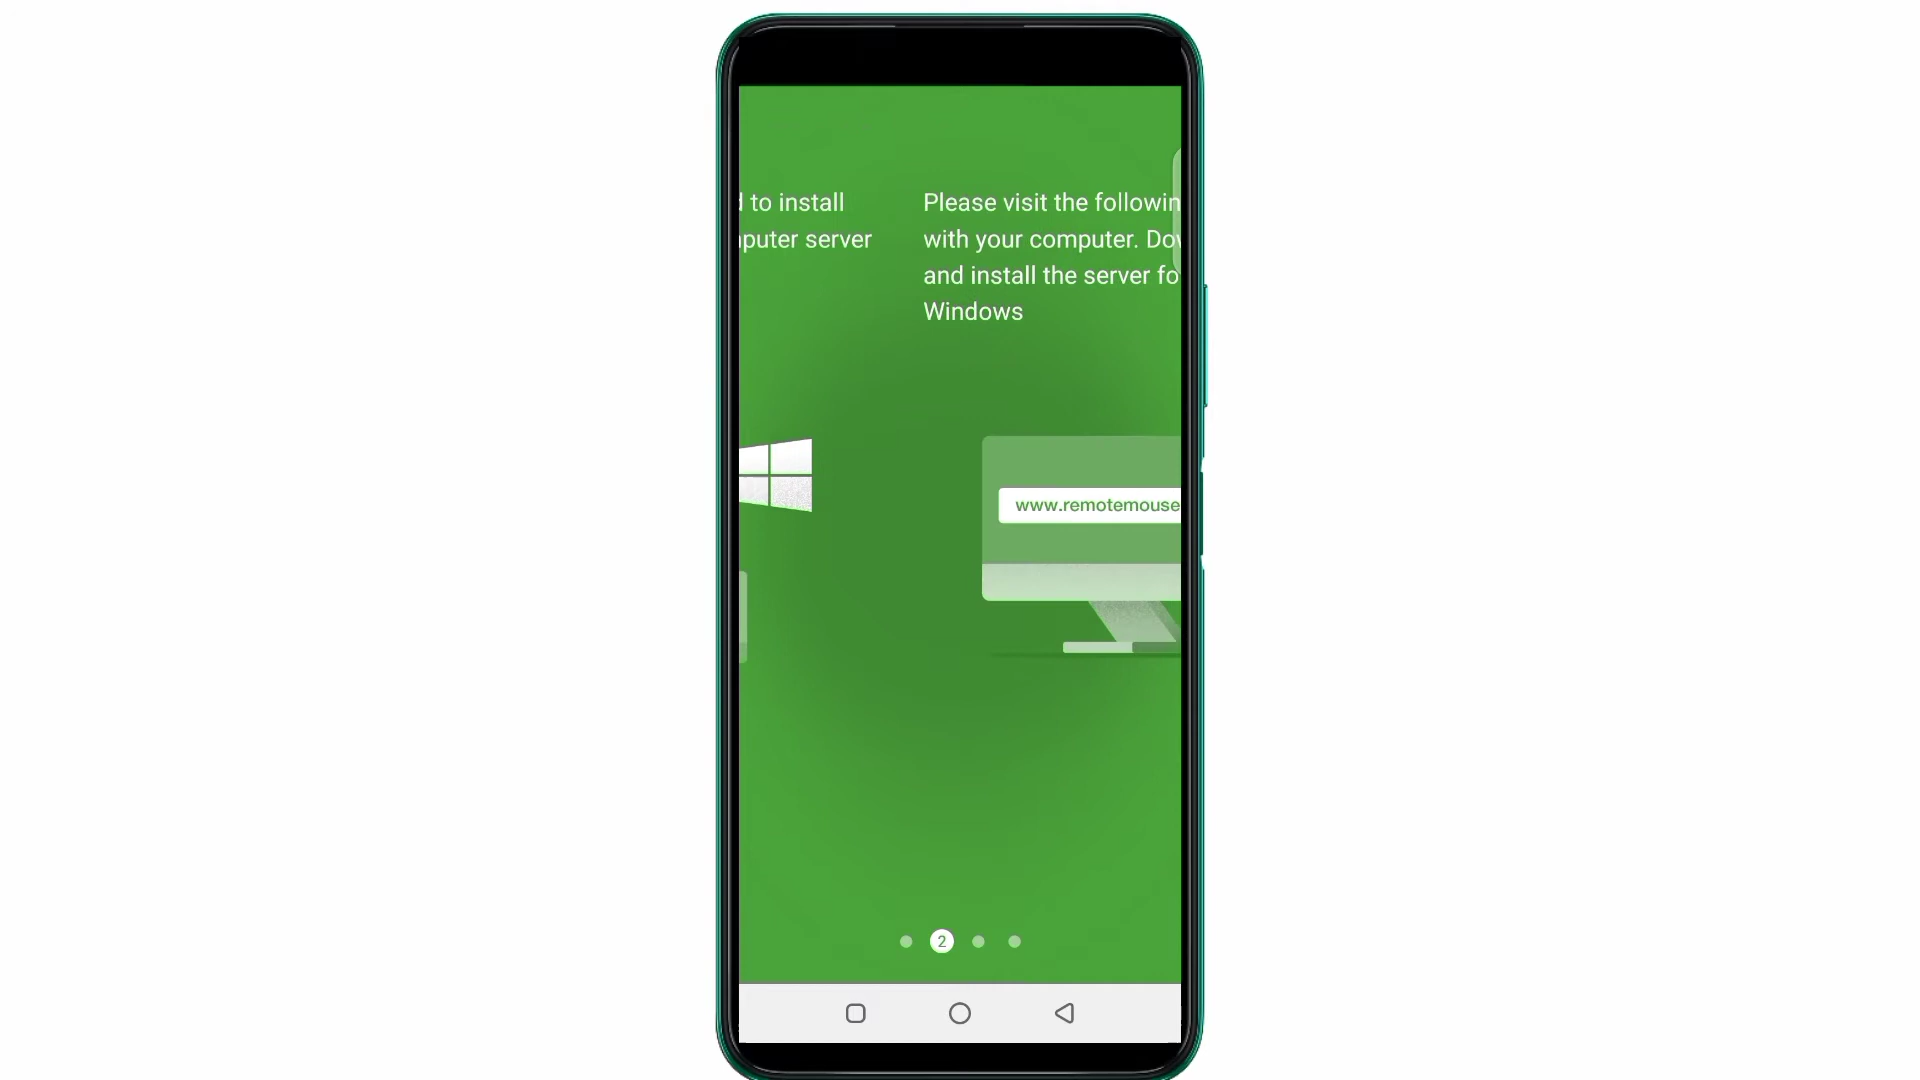 to install
puter server
Please visit the followin
with your computer. Do
and install the server fo
Windows
www.remotemouse
2